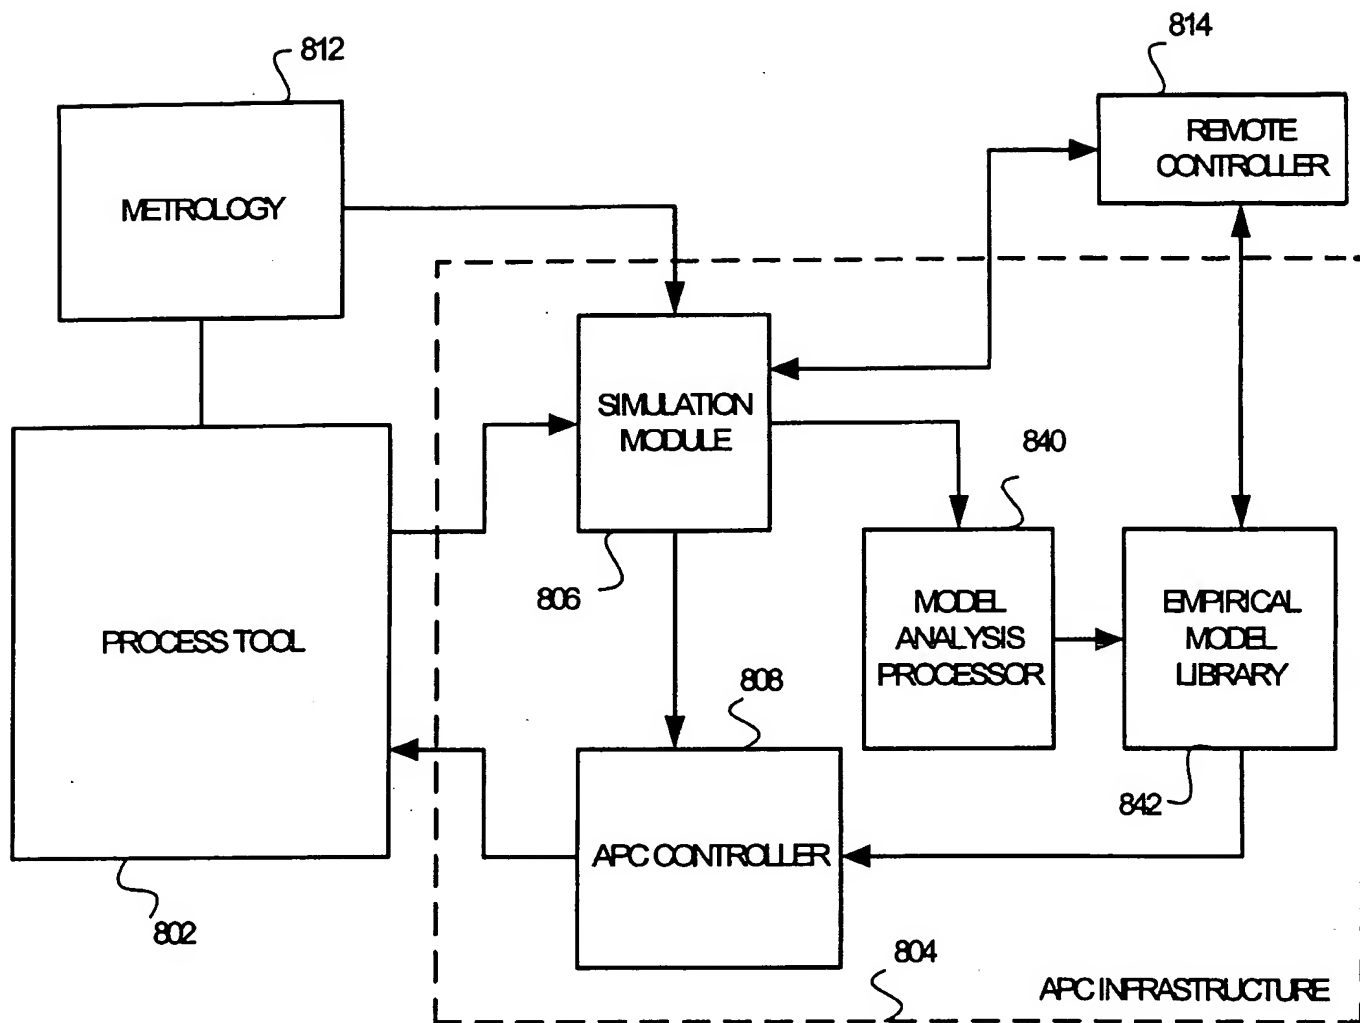 812
814
REMOTE
CONTROLLER
METROLOGY
SIMULATION
MODULE
840
806
MODEL
ANALYSIS
PROCESSOR
EMPIRICAL
MODEL
LIBRARY
PROCESS TOOL
808
842
APC CONTROLLER
802
804
APC INFRASTRUCTURE